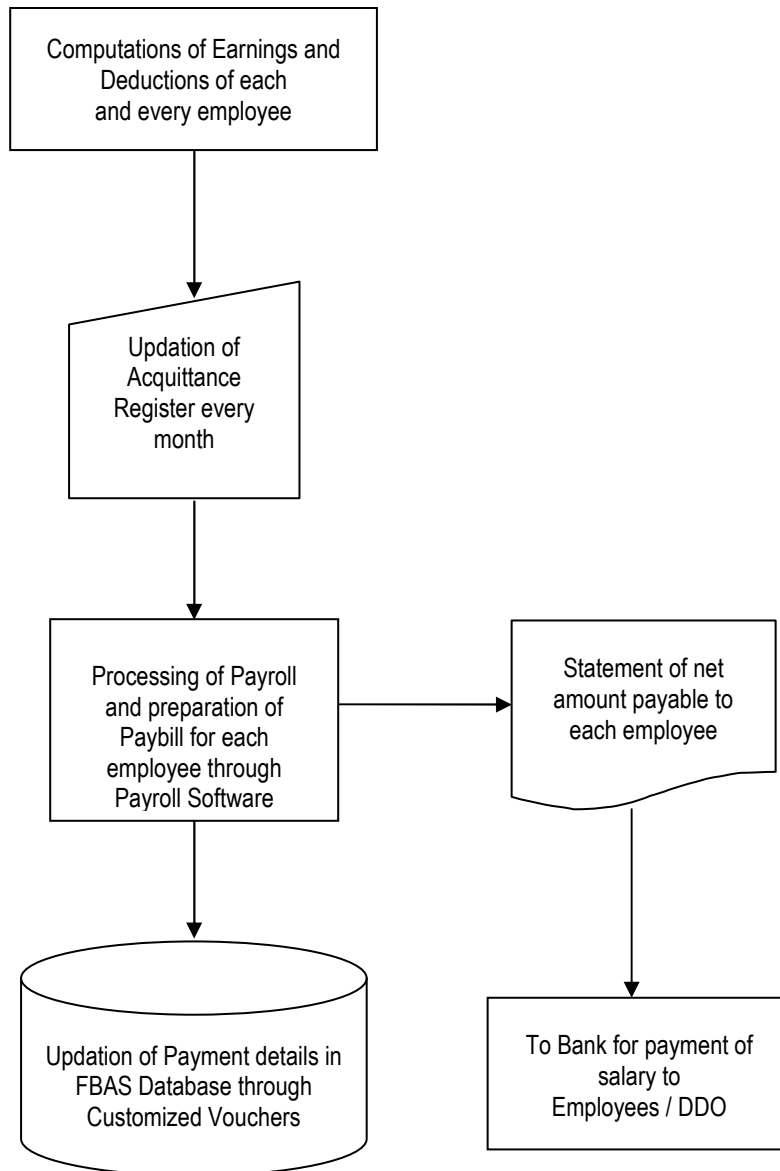 Computations of Earnings and
Deductions of each
and every employee
Updation of
Acquittance
Register every
month
Processing of Payroll
and preparation of
Paybill for each
employee through
Payroll Software
Statement of net
amount payable to
each employee
Updation of Payment details in
FBAS Database through
Customized Vouchers
To Bank for payment of
salary to
Employees / DDO